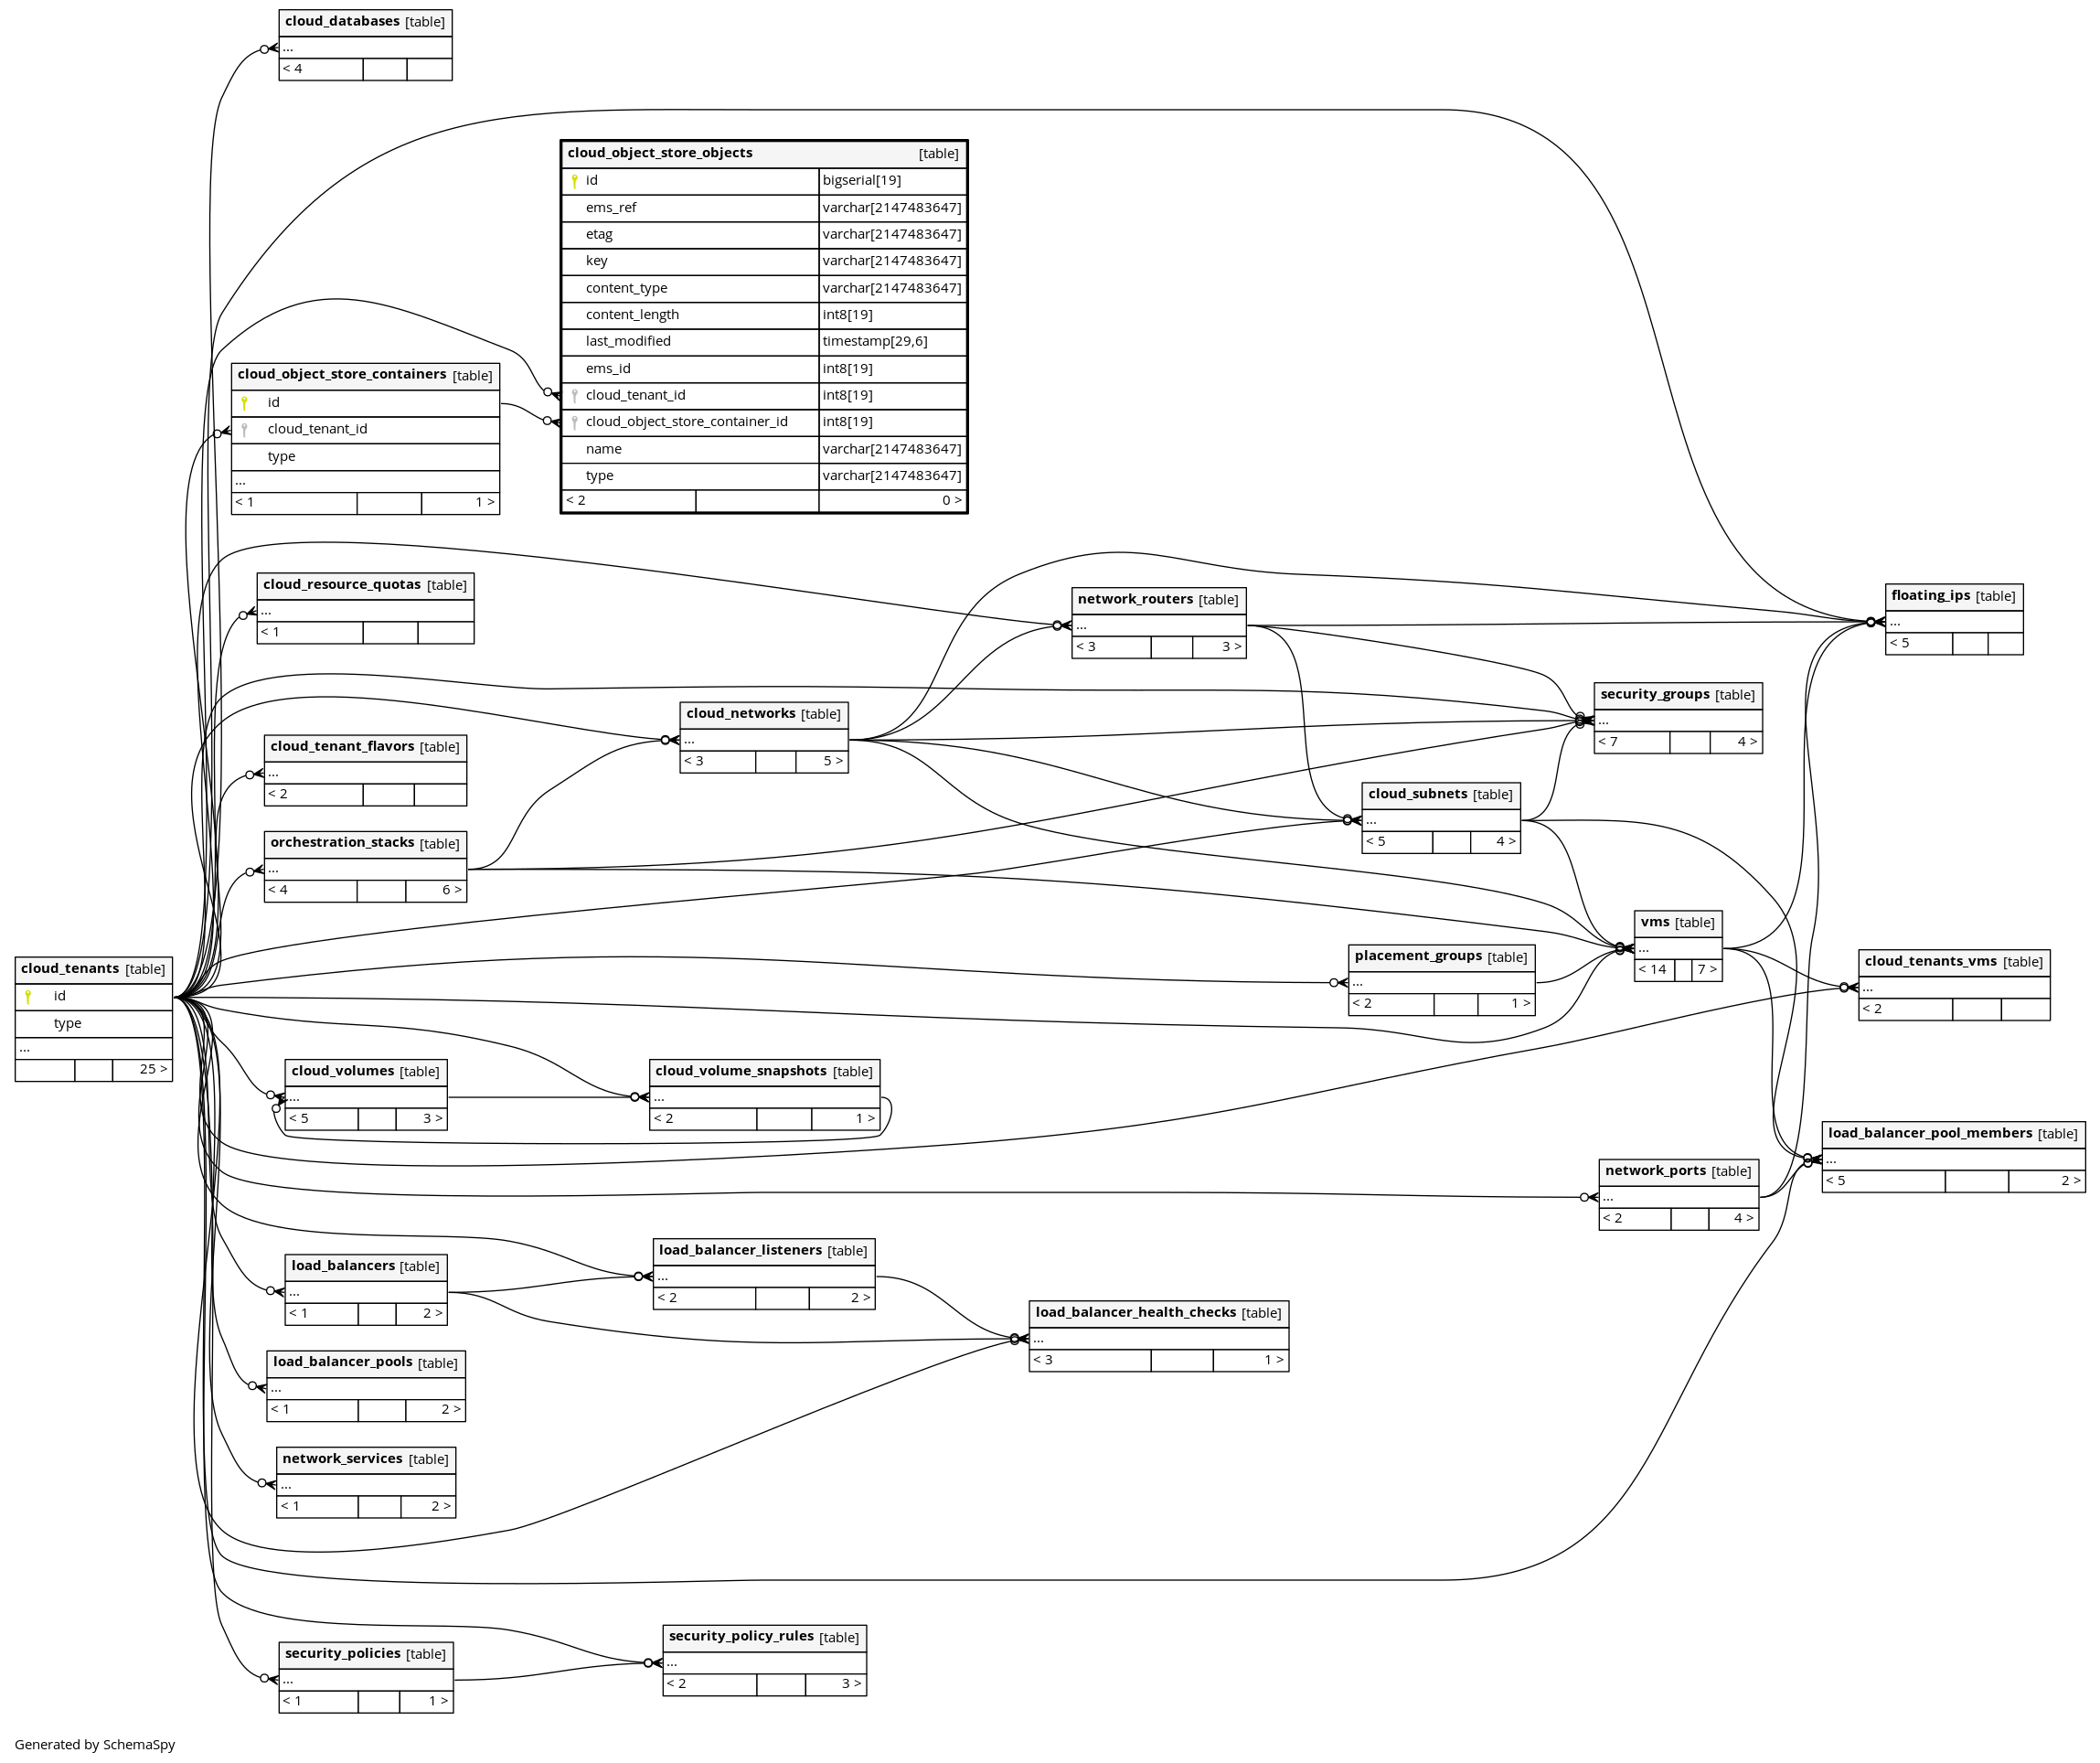 cloud_databases [table]
...
< 4
cloud_object_store_objects [table]
id bigserial[19]
ems_ref varchar[2147483647]
etag varchar[2147483647]
key varchar[2147483647]
content_type varchar[2147483647]
content_length int8[19]
last_modified timestamp[29,6]
ems_id int8[19]
cloud_tenant_id int8[19]
cloud_object_store_container_id int8[19]
name varchar[2147483647]
type varchar[2147483647]
< 2 0 >
cloud_object_store_containers [table]
id
cloud_tenant_id
type
...
< 1 1 >
cloud_resource_quotas [table]
...
< 1
network_routers [table]
...
< 3 3 >
floating_ips [table]
...
< 5
security_groups [table]
...
< 7 4 >
cloud_networks [table]
...
< 3 5 >
cloud_tenant_flavors [table]
...
< 2
cloud_subnets [table]
...
< 5 4 >
orchestration_stacks [table]
...
< 4 6 >
vms [table]
...
< 14 7 >
placement_groups [table]
...
< 2 1 >
cloud_tenants_vms [table]
...
< 2
cloud_tenants [table]
id
type
...
25 >
cloud_volumes [table]
...
< 5 3 >
cloud_volume_snapshots [table]
...
< 2 1 >
load_balancer_pool_members [table]
...
< 5 2 >
network_ports [table]
...
< 2 4 >
load_balancer_listeners [table]
...
< 2 2 >
load_balancers [table]
...
< 1 2 >
load_balancer_health_checks [table]
...
< 3 1 >
load_balancer_pools [table]
...
< 1 2 >
network_services [table]
...
< 1 2 >
security_policy_rules [table]
...
< 2 3 >
security_policies [table]
...
< 1 1 >
Generated by SchemaSpy